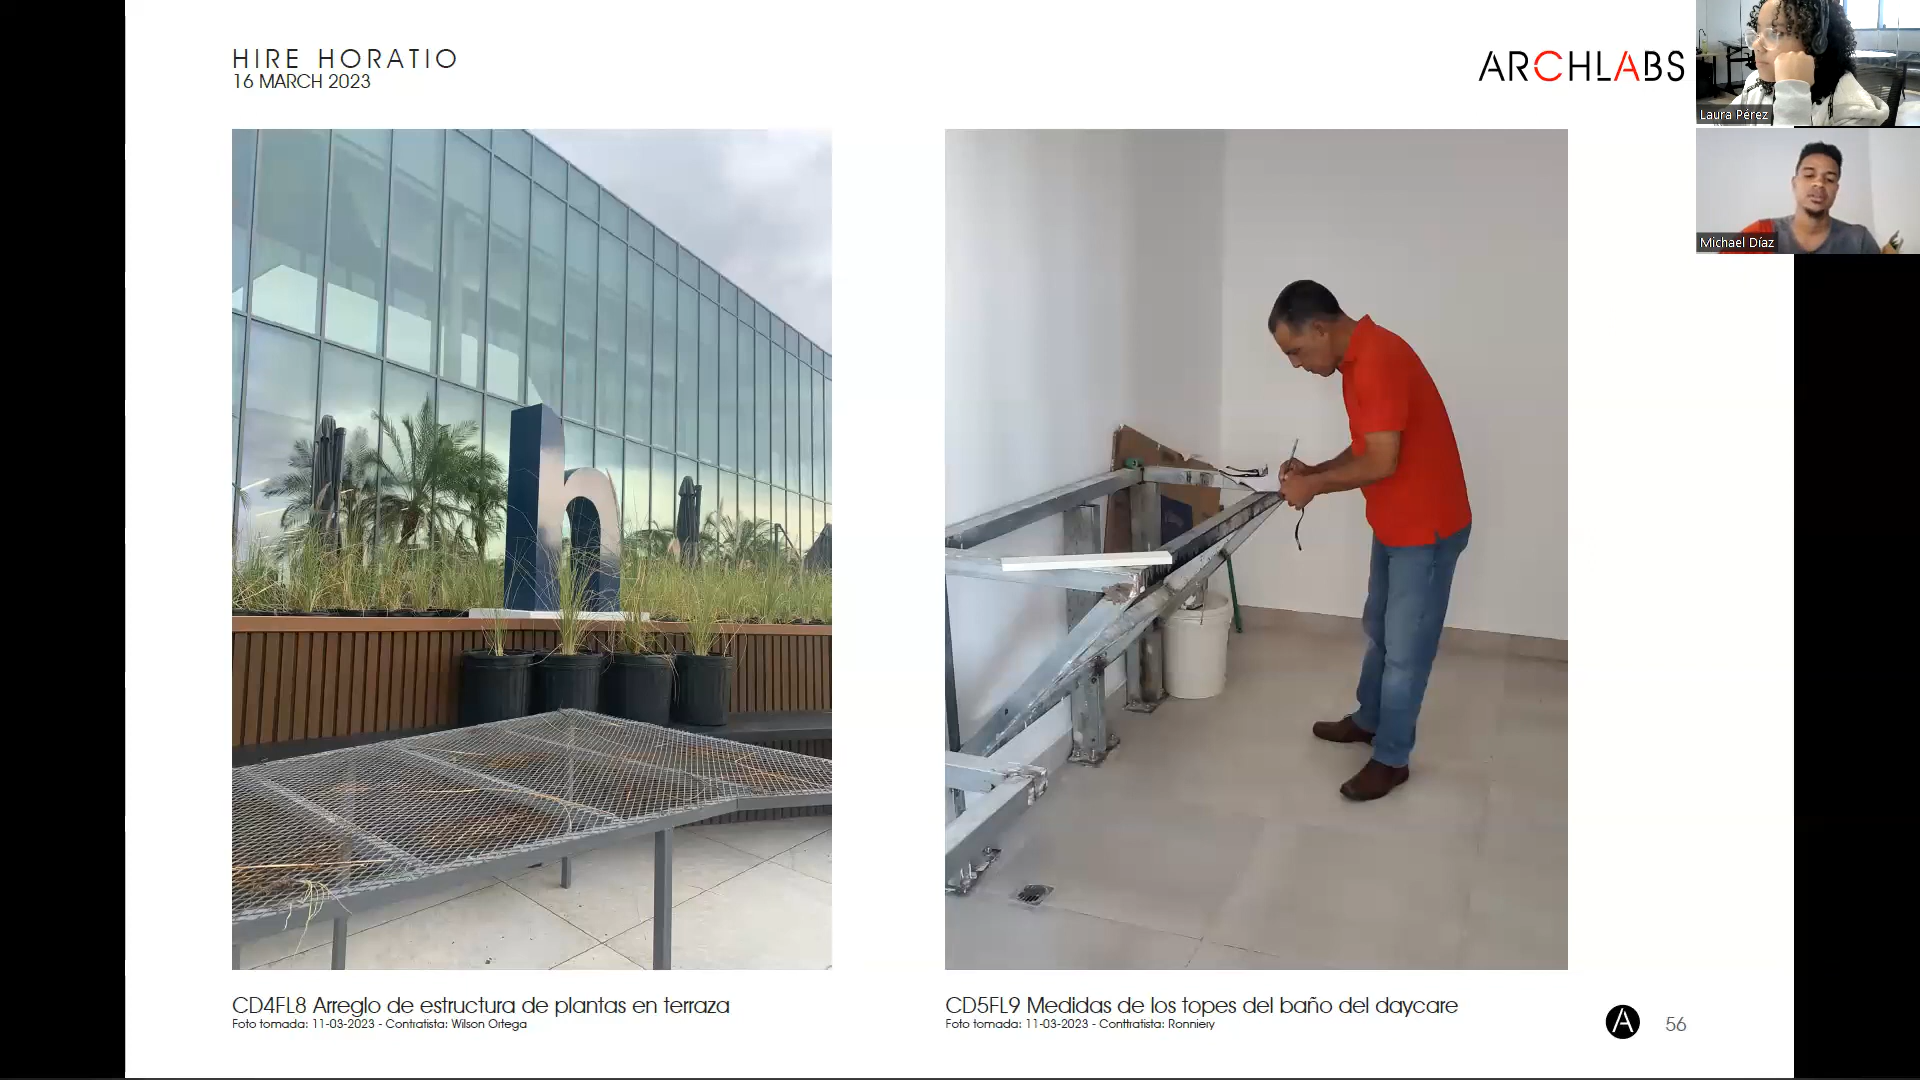 HIRE HORATIO
16 MARCH 2023
ARCHLABS
Laura Pérez
Michael Díaz
h
CD4FL8 Arreglo de estructura de plantas en terraza
Foto tomada: 11-03-2023 - Contratista: Wilson Ortega
CD5FL9 Medidas de los topes del baño del daycare
Foto tomada: 11-03-2023 - Conttratista: Ronniery
A
56